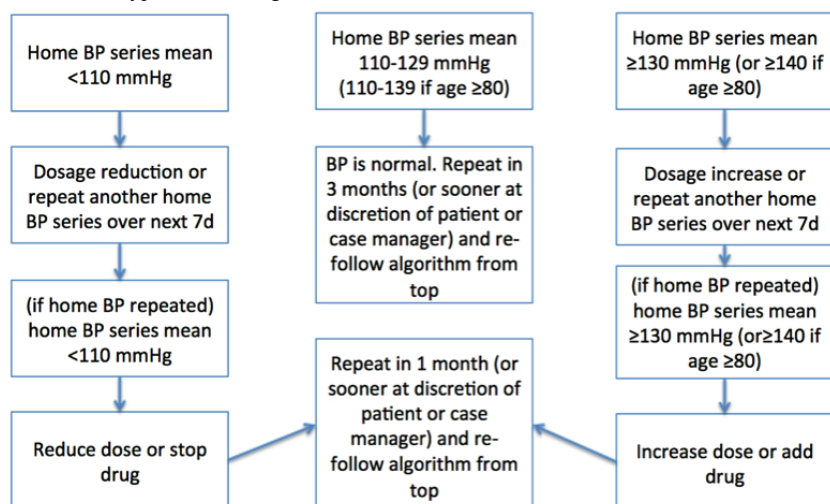 Home BP series mean
<110 mmHg
Home BP series mean
110-129 mmHg
(110-139 if age ≥80)
Home BP series mean
≥130 mmHg (or ≥140 if
age ≥80)
Dosage reduction or
repeat another home
BP series over next 7d
BP is normal. Repeat in
3 months (or sooner at
discretion of patient or
case manager) and re-
follow algorithm from
top
Dosage increase or
repeat another home
BP series over next 7d
(if home BP repeated)
home BP series mean
<110 mmHg
(if home BP repeated)
home BP series mean
≥130 mmHg (or≥140 if
age ≥80)
Reduce dose or stop
drug
Repeat in 1 month (or
sooner at discretion of
patient or case
manager) and re-
follow algorithm from
top
Increase dose or add
drug